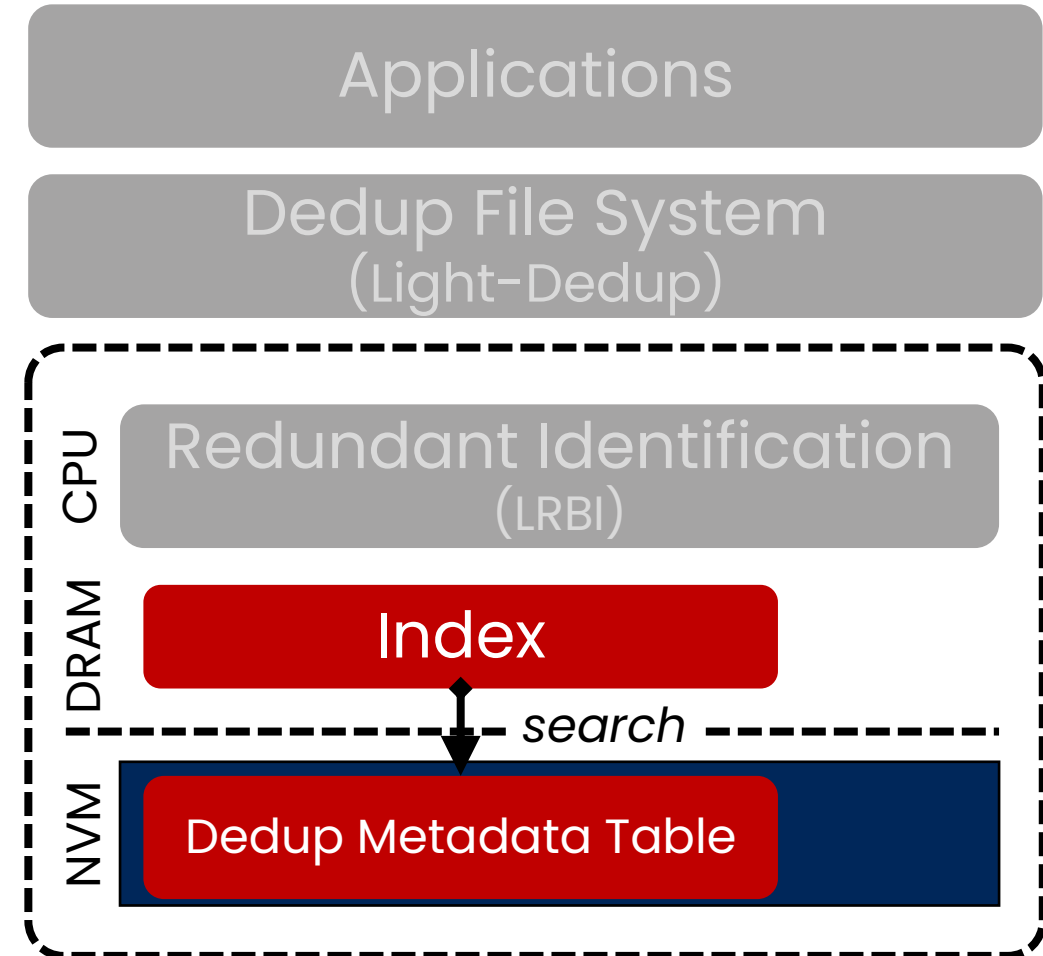 Applications
Dedup File System
(Light-Dedup)
CPU
Redundant Identification
(LRBI)
DRAM
Index
search
NVM
Dedup Metadata Table